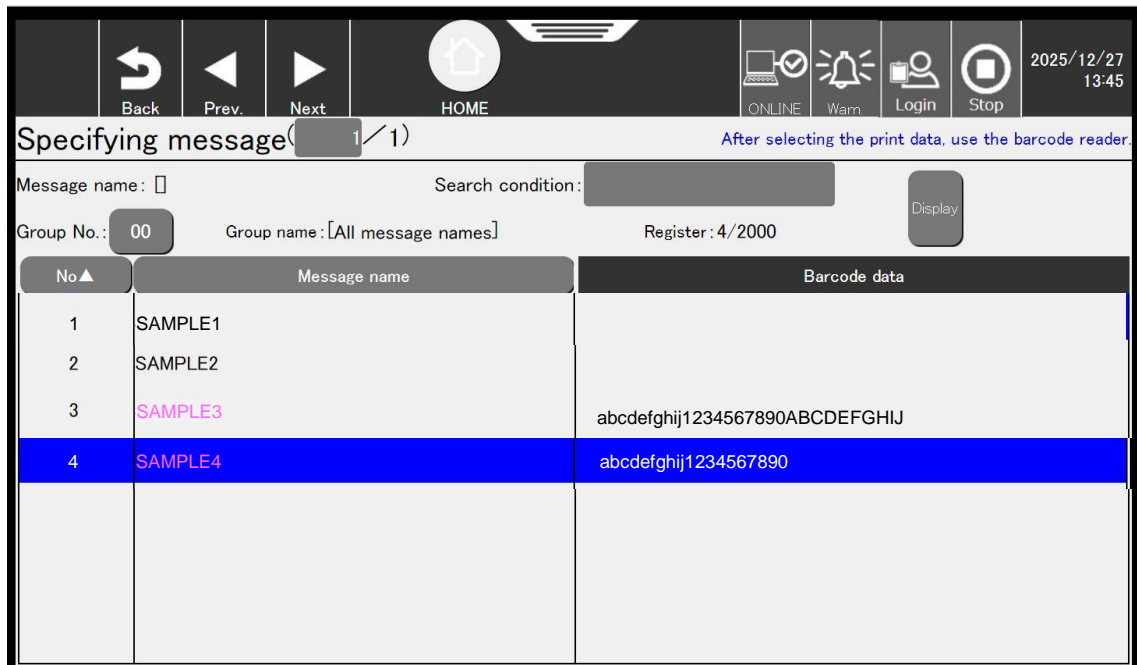 Back Prev. Next HOME ONLINE Warn. Login Stop 2025/12/27
13:45
Specifying message( 1／1) After selecting the print data, use the barcode reader.
Message name: [] Search condition:
Display
Group No.: 00 Group name:[All message names] Register:4/2000
No▲ Message name Barcode data
1 SAMPLE1
2 SAMPLE2
3 SAMPLE3 abcdefghij1234567890ABCDEFGHIJ
4 SAMPLE4 abcdefghij1234567890